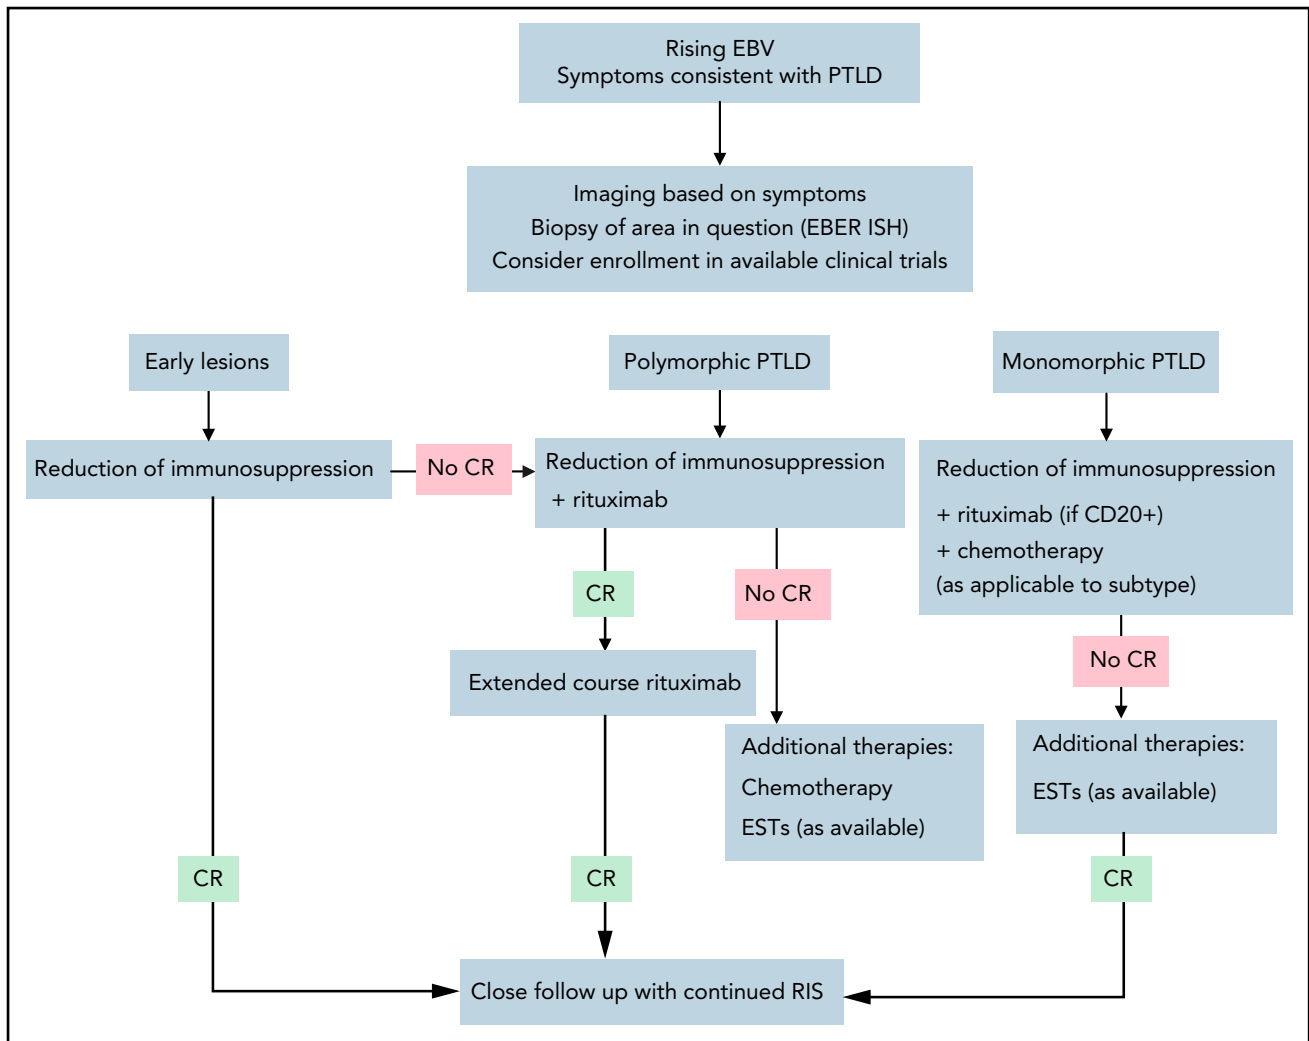 Rising EBV
Symptoms consistent with PTLD
Imaging based on symptoms
Biopsy of area in question (EBER ISH)
Consider enrollment in available clinical trials
Early lesions
Polymorphic PTLD
Monomorphic PTLD
Reduction of immunosuppression
No CR
Reduction of immunosuppression
+ rituximab
Reduction of immunosuppression
+ rituximab (if CD20+)
+ chemotherapy
(as applicable to subtype)
CR
No CR
No CR
Extended course rituximab
Additional therapies:
Chemotherapy
ESTs (as available)
Additional therapies:
ESTs (as available)
CR
CR
CR
Close follow up with continued RIS